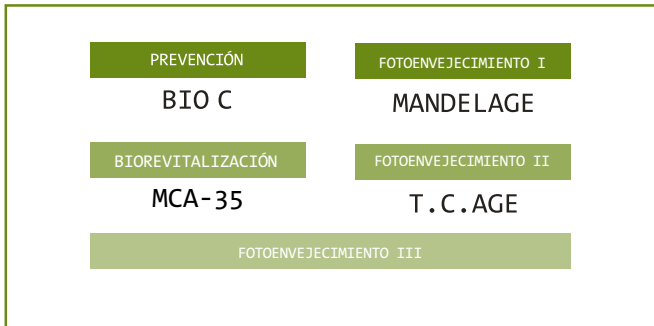 PREVENCIÓN
BIO C
FOTOENVEJECIMIENTO I
MANDELAGE
BIOREVITALIZACIÓN
MCA-35
FOTOENVEJECIMIENTO II
T.C.AGE
FOTOENVEJECIMIENTO III